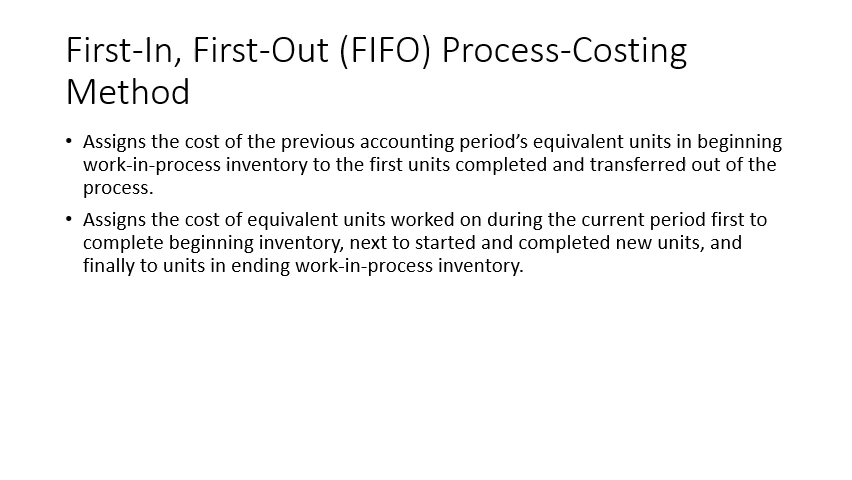 First-In, First-Out (FIFO) Process-Costing
Method
• Assigns the cost of the previous accounting period’s equivalent units in beginning
work-in-process inventory to the first units completed and transferred out of the
process.
• Assigns the cost of equivalent units worked on during the current period first to
complete beginning inventory, next to started and completed new units, and
finally to units in ending work-in-process inventory.